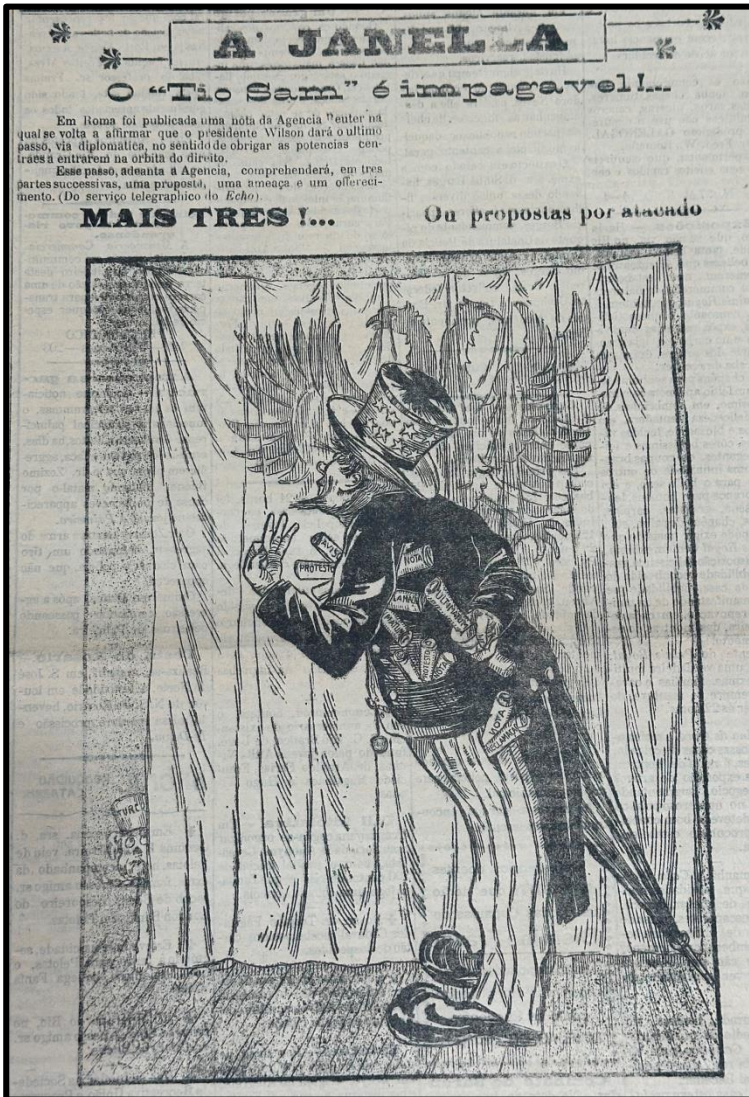 A' JANELLA
O “Tio Sam” é impagavel!...
Em Roma foi publicada uma nota da Agencia Reuter na
qual se volta a affirmar que o presidente Wilson dará o ultimo
passo, via diplomatica, no sentido de obrigar as potencias cen-
traes a entrarem na orbita do direito.
Esse passo, adeanta a Agencia, comprehenderá, em tres
partes successivas, uma proposta, uma ameaça e um offereci-
mento. (Do serviço telegraphico do Echo).
MAIS TRES !...
Ou propostas por atacado
AVISO
PROTESTO
NOTA
ULTIMATUM
PROTESTO
NOTA
NOTA
RECLAMAÇÃO
TURCO